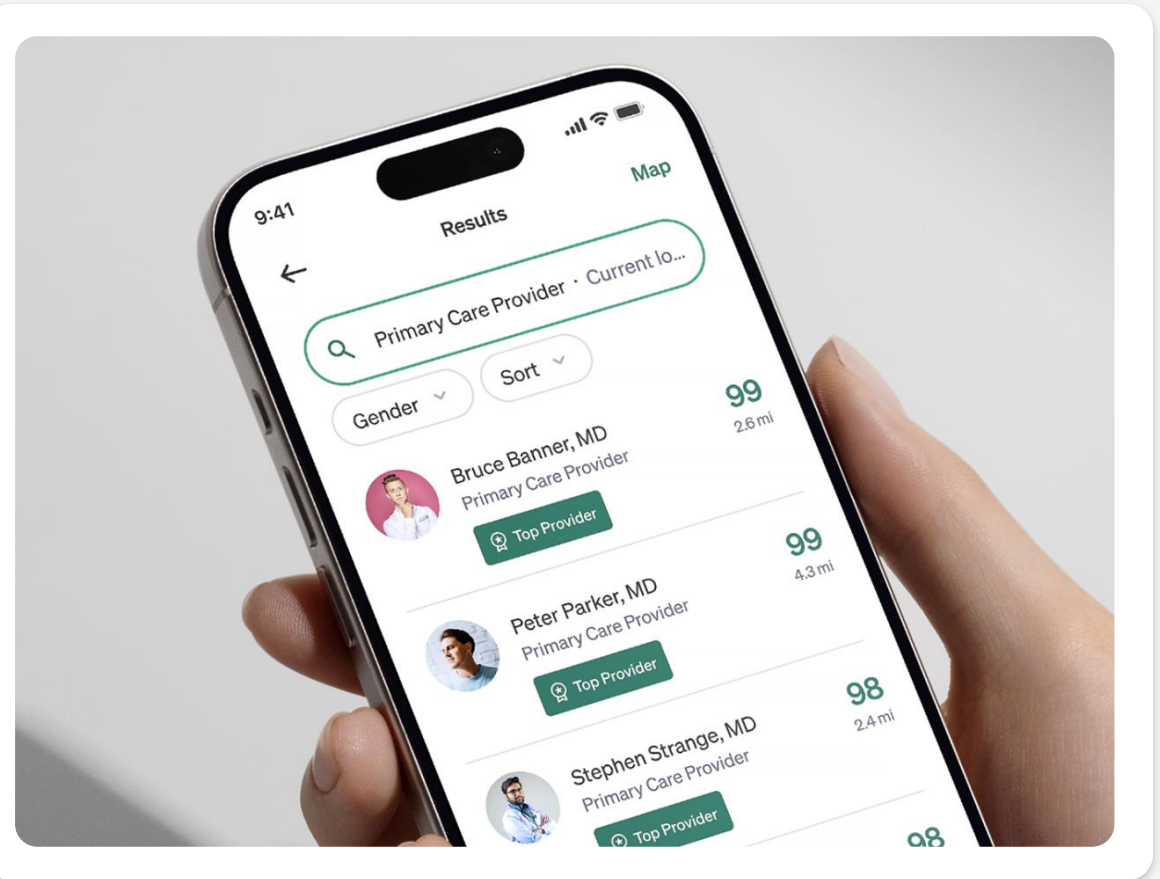 9:41
Map
Results
Primary Care Provider · Current lo...
Gender
Sort
Bruce Banner, MD
99
Primary Care Provider
2.6 mi
Top Provider
Peter Parker, MD
99
Primary Care Provider
4.3 mi
Top Provider
Stephen Strange, MD
98
Primary Care Provider
2.4 mi
Top Provider
98